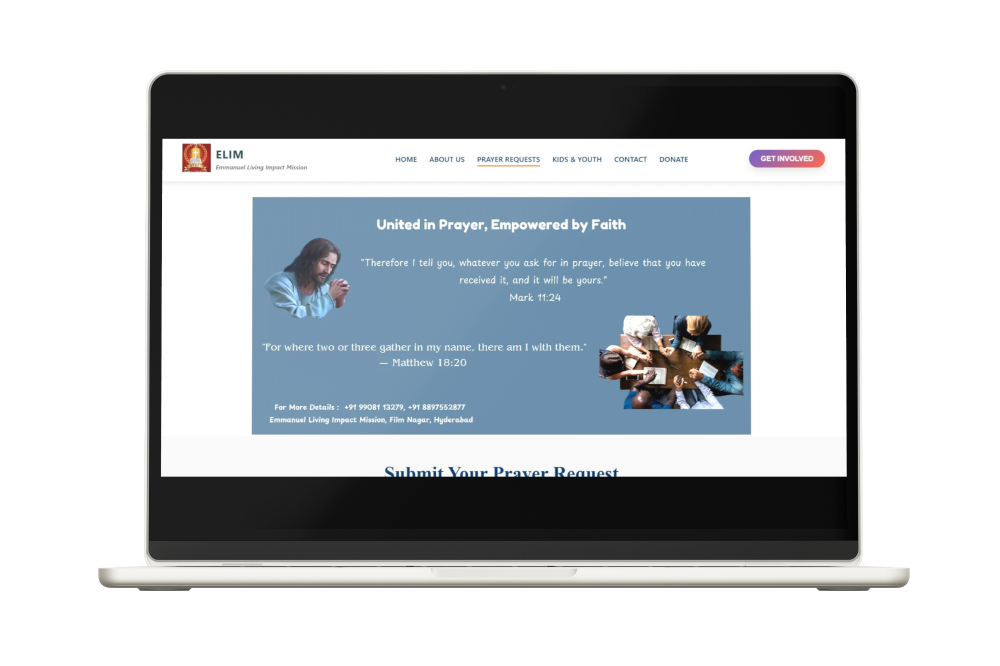 ELIM
Emmanuel Living Impact Mission
HOME ABOUT US PRAYER REQUESTS KIDS & YOUTH CONTACT DONATE
GET INVOLVED
United in Prayer, Empowered by Faith
"Therefore I tell you, whatever you ask for in prayer, believe that you have
received it, and it will be yours."
Mark 11:24
"For where two or three gather in my name, there am I with them."
— Matthew 18:20
For More Details : +91 99081 13279, +91 8897552877
Emmanuel Living Impact Mission, Film Nagar, Hyderabad
Submit Your Prayer Request